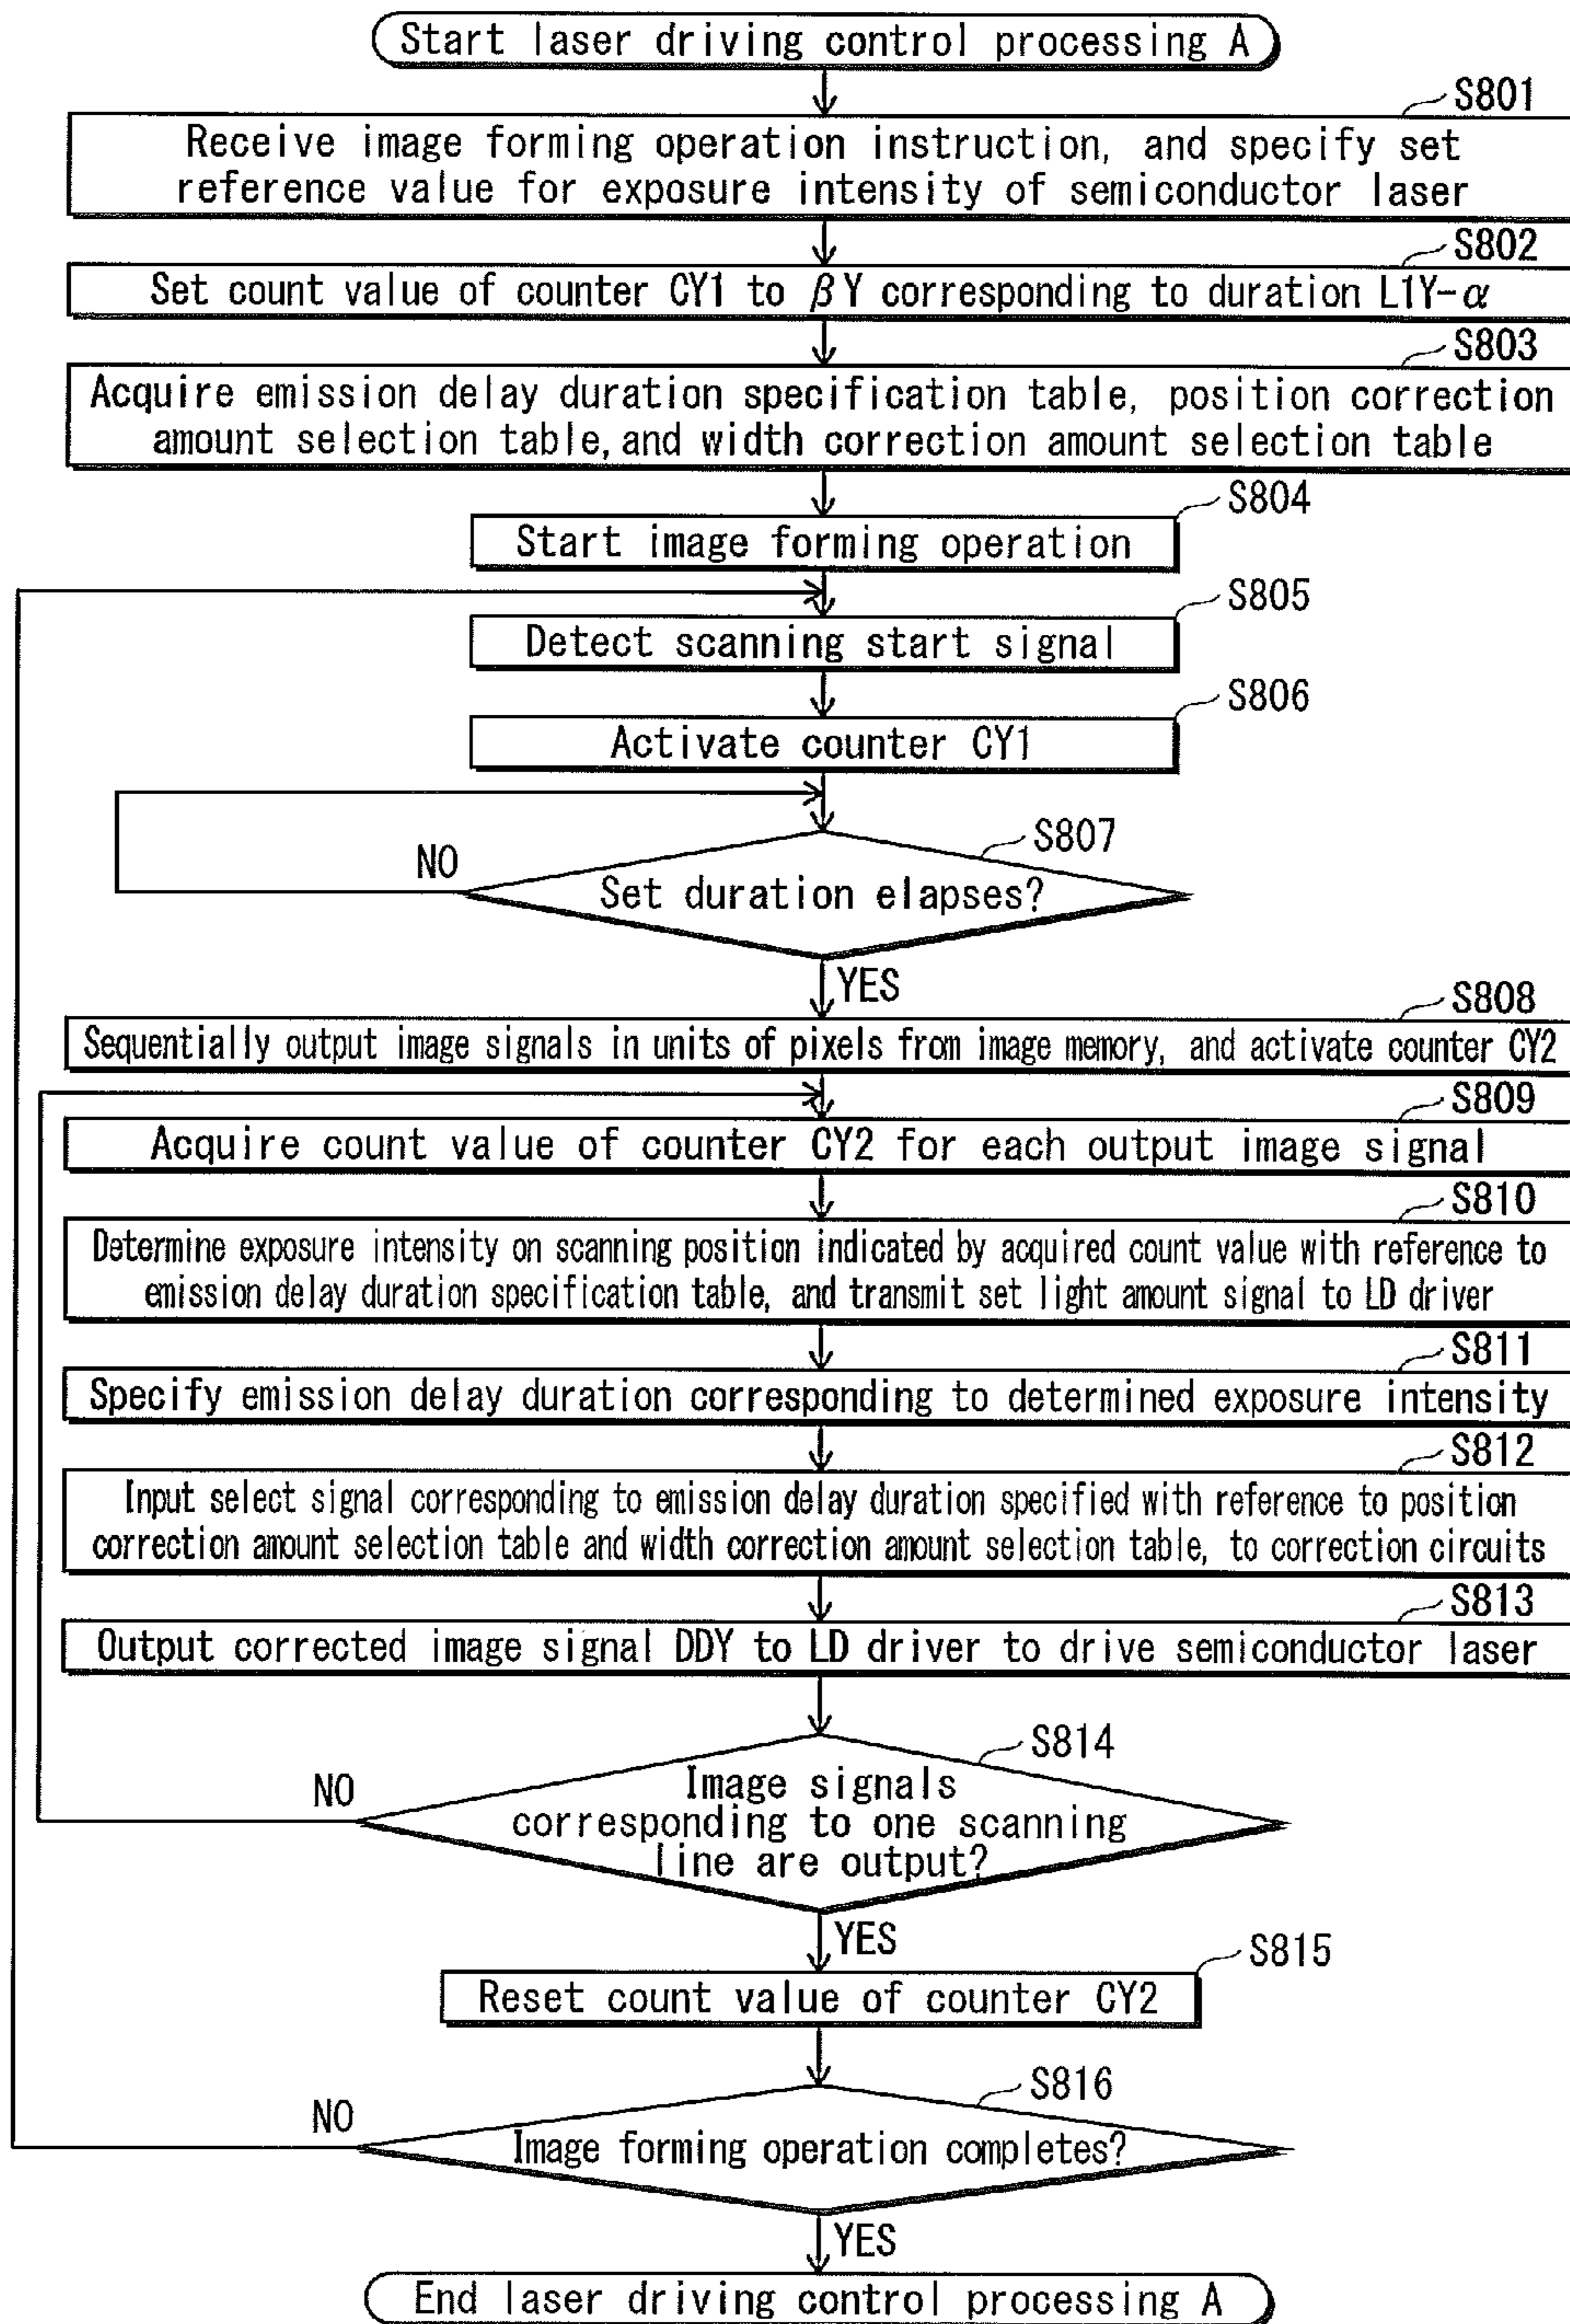 Start laser driving control processing A
S801
Receive image forming operation instruction, and specify set
reference value for exposure intensity of semiconductor laser
S802
Set count value of counter CY1 to βY corresponding to duration L1Y-α
S803
Acquire emission delay duration specification table, position correction
amount selection table, and width correction amount selection table
S804
Start image forming operation
S805
Detect scanning start signal
S806
Activate counter CY1
S807
NO
Set duration elapses?
YES
S808
Sequentially output image signals in units of pixels from image memory, and activate counter CY2
S809
Acquire count value of counter CY2 for each output image signal
S810
Determine exposure intensity on scanning position indicated by acquired count value with reference to
emission delay duration specification table, and transmit set light amount signal to LD driver
S811
Specify emission delay duration corresponding to determined exposure intensity
S812
Input select signal corresponding to emission delay duration specified with reference to position
correction amount selection table and width correction amount selection table, to correction circuits
S813
Output corrected image signal DDY to LD driver to drive semiconductor laser
S814
NO
Image signals
corresponding to one scanning
line are output?
YES
S815
Reset count value of counter CY2
S816
NO
Image forming operation completes?
YES
End laser driving control processing A